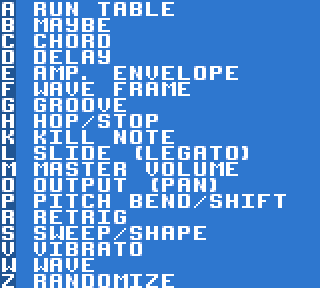 A RUN TABLE
B MAYBE
C CHORD
D DELAY
E AMP. ENVELOPE
F WAVE FRAME
G GROOVE
H HOP/STOP
K KILL NOTE
L SLIDE (LEGATO)
M MASTER VOLUME
O OUTPUT (PAN)
P PITCH BEND/SHIFT
R RETRIG
S SWEEP/SHAPE
V VIBRATO
W WAVE
Z RANDOMIZE